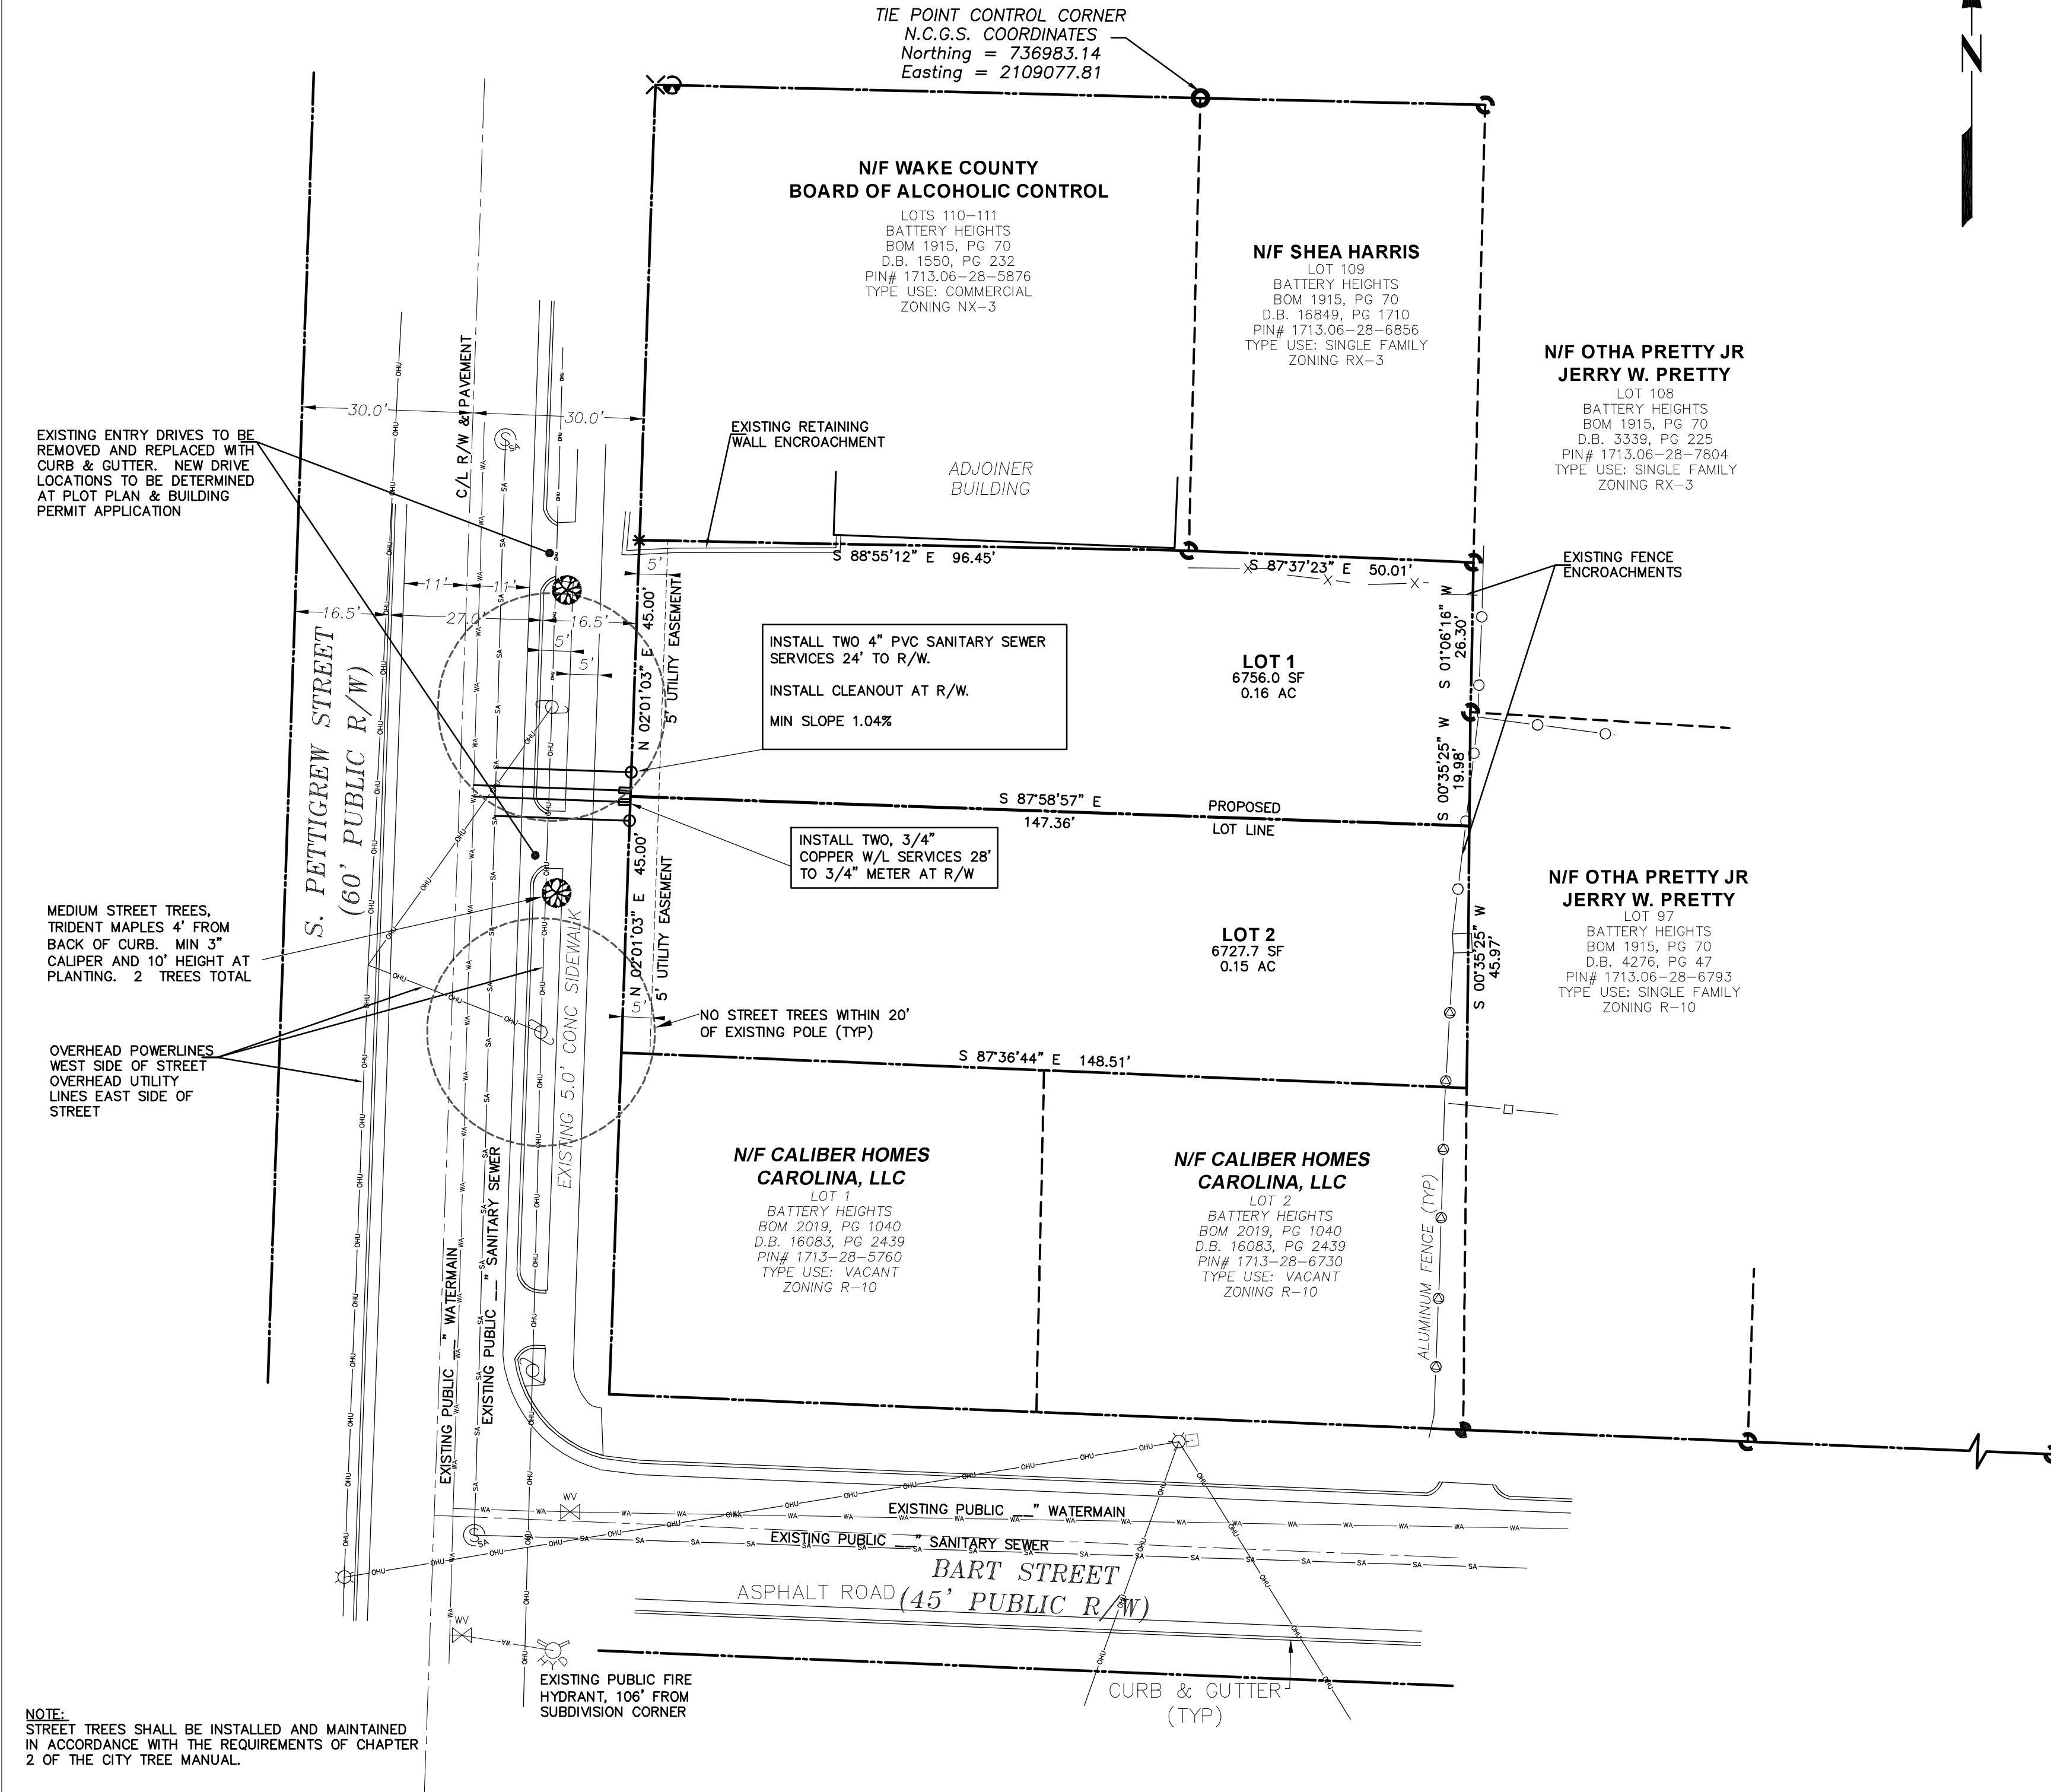 TIE POINT CONTROL CORNER
N.C.G.S. COORDINATES
Northing = 736983.14
Easting = 2109077.81
N
N/F WAKE COUNTY
BOARD OF ALCOHOLIC CONTROL
LOTS 110-111
BATTERY HEIGHTS
BOM 1915, PG 70
D.B. 1550, PG 232
PIN# 1713.06-28-5876
TYPE USE: COMMERCIAL
ZONING NX-3
N/F SHEA HARRIS
LOT 109
BATTERY HEIGHTS
BOM 1915, PG 70
D.B. 16849, PG 1710
PIN# 1713.06-28-6856
TYPE USE: SINGLE FAMILY
ZONING RX-3
N/F OTHA PRETTY JR
JERRY W. PRETTY
LOT 108
BATTERY HEIGHTS
BOM 1915, PG 70
D.B. 3339, PG 225
PIN# 1713.06-28-7804
TYPE USE: SINGLE FAMILY
ZONING RX-3
C/L R/W & PAVEMENT
30.0'
30.0'
EXISTING ENTRY DRIVES TO BE
REMOVED AND REPLACED WITH
CURB & GUTTER. NEW DRIVE
LOCATIONS TO BE DETERMINED
AT PLOT PLAN & BUILDING
PERMIT APPLICATION
EXISTING RETAINING
WALL ENCROACHMENT
ADJOINER
BUILDING
S 88°55'12" E 96.45'
S 87°37'23" E 50.01'
EXISTING FENCE
ENCROACHMENTS
5'
11'
11'
16.5'
27.0'
16.5'
5'
5'
N 02°01'03" E 45.00'
5' UTILITY EASEMENT
S. PETTIGREW STREET
(60' PUBLIC R/W)
INSTALL TWO 4" PVC SANITARY SEWER
SERVICES 24' TO R/W.
INSTALL CLEANOUT AT R/W.
MIN SLOPE 1.04%
LOT 1
6756.0 SF
0.16 AC
S 01°06'16" W
26.30'
S 00°35'25" W
19.98'
S 87°58'57" E
147.36'
PROPOSED
LOT LINE
INSTALL TWO, 3/4"
COPPER W/L SERVICES 28'
TO 3/4" METER AT R/W
N 02°01'03" E 45.00'
5' UTILITY EASEMENT
5'
MEDIUM STREET TREES,
TRIDENT MAPLES 4' FROM
BACK OF CURB. MIN 3"
CALIPER AND 10' HEIGHT AT
PLANTING. 2 TREES TOTAL
LOT 2
6727.7 SF
0.15 AC
S 00°35'25" W
45.97'
N/F OTHA PRETTY JR
JERRY W. PRETTY
LOT 97
BATTERY HEIGHTS
BOM 1915, PG 70
D.B. 4276, PG 47
PIN# 1713.06-28-6793
TYPE USE: SINGLE FAMILY
ZONING R-10
NO STREET TREES WITHIN 20'
OF EXISTING POLE (TYP)
OVERHEAD POWERLINES
WEST SIDE OF STREET
OVERHEAD UTILITY
LINES EAST SIDE OF
STREET
EXISTING 5.0' CONC SIDEWALK
S 87°36'44" E 148.51'
N/F CALIBER HOMES
CAROLINA, LLC
LOT 1
BATTERY HEIGHTS
BOM 2019, PG 1040
D.B. 16083, PG 2439
PIN# 1713-28-5760
TYPE USE: VACANT
ZONING R-10
N/F CALIBER HOMES
CAROLINA, LLC
LOT 2
BATTERY HEIGHTS
BOM 2019, PG 1040
D.B. 16083, PG 2439
PIN# 1713-28-6730
TYPE USE: VACANT
ZONING R-10
ALUMINUM FENCE (TYP)
EXISTING PUBLIC __" WATERMAIN
EXISTING PUBLIC __" SANITARY SEWER
WV
EXISTING PUBLIC __" WATERMAIN
EXISTING PUBLIC __" SANITARY SEWER
BART STREET
ASPHALT ROAD
(45' PUBLIC R/W)
WV
HYD
EXISTING PUBLIC FIRE
HYDRANT, 106' FROM
SUBDIVISION CORNER
CURB & GUTTER
(TYP)
NOTE:
STREET TREES SHALL BE INSTALLED AND MAINTAINED
IN ACCORDANCE WITH THE REQUIREMENTS OF CHAPTER
2 OF THE CITY TREE MANUAL.